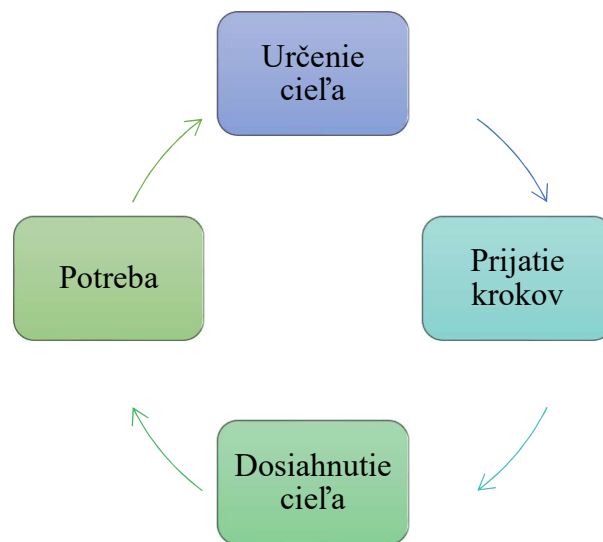 Určenie
cieľa
Prijatie
krokov
Dosiahnutie
cieľa
Potreba